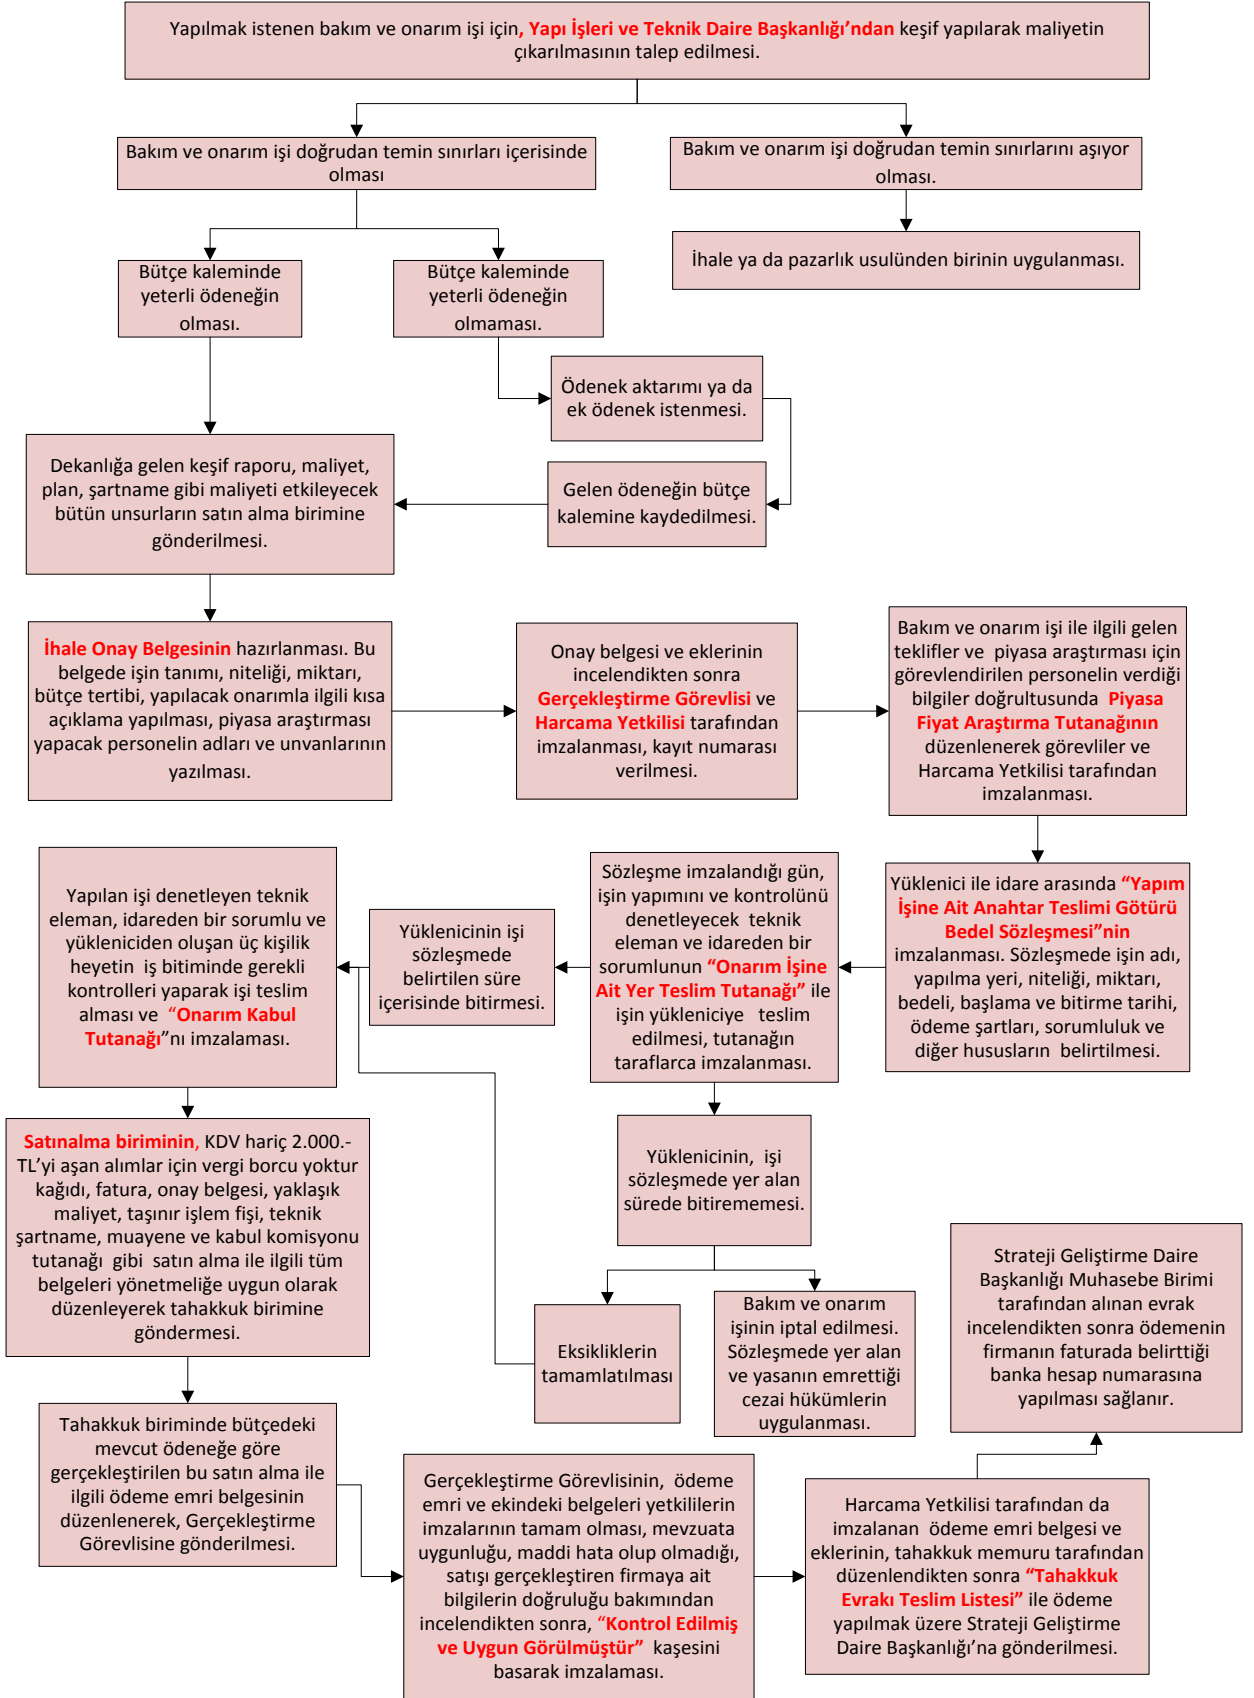 Yapılmak istenen bakım ve onarım işi için, Yapı İşleri ve Teknik Daire Başkanlığı’ndan keşif yapılarak maliyetin
çıkarılmasının talep edilmesi.
Bakım ve onarım işi doğrudan temin sınırları içerisinde
olması
Bakım ve onarım işi doğrudan temin sınırlarını aşıyor
olması.
İhale ya da pazarlık usulünden birinin uygulanması.
Bütçe kaleminde
yeterli ödeneğin
olması.
Bütçe kaleminde
yeterli ödeneğin
olmaması.
Ödenek aktarımı ya da
ek ödenek istenmesi.
Gelen ödeneğin bütçe
kalemine kaydedilmesi.
Dekanlığa gelen keşif raporu, maliyet,
plan, şartname gibi maliyeti etkileyecek
bütün unsurların satın alma birimine
gönderilmesi.
İhale Onay Belgesinin hazırlanması. Bu
belgede işin tanımı, niteliği, miktarı,
bütçe tertibi, yapılacak onarımla ilgili kısa
açıklama yapılması, piyasa araştırması
yapacak personelin adları ve unvanlarının
yazılması.
Onay belgesi ve eklerinin
incelendikten sonra
Gerçekleştirme Görevlisi ve
Harcama Yetkilisi tarafından
imzalanması, kayıt numarası
verilmesi.
Bakım ve onarım işi ile ilgili gelen
teklifler ve piyasa araştırması için
görevlendirilen personelin verdiği
bilgiler doğrultusunda Piyasa
Fiyat Araştırma Tutanağının
düzenlenerek görevliler ve
Harcama Yetkilisi tarafından
imzalanması.
Yüklenici ile idare arasında “Yapım
İşine Ait Anahtar Teslimi Götürü
Bedel Sözleşmesi”nin
imzalanması. Sözleşmede işin adı,
yapılma yeri, niteliği, miktarı,
bedeli, başlama ve bitirme tarihi,
ödeme şartları, sorumluluk ve
diğer hususların belirtilmesi.
Sözleşme imzalandığı gün,
işin yapımını ve kontrolünü
denetleyecek teknik
eleman ve idareden bir
sorumlunun “Onarım İşine
Ait Yer Teslim Tutanağı” ile
işin yükleniciye teslim
edilmesi, tutanağın
taraflarca imzalanması.
Yüklenicinin işi
sözleşmede
belirtilen süre
içerisinde bitirmesi.
Yapılan işi denetleyen teknik
eleman, idareden bir sorumlu ve
yükleniciden oluşan üç kişilik
heyetin iş bitiminde gerekli
kontrolleri yaparak işi teslim
alması ve “Onarım Kabul
Tutanağı”nı imzalaması.
Yüklenicinin, işi
sözleşmede yer alan
sürede bitirememesi.
Eksikliklerin
tamamlatılması
Bakım ve onarım
işinin iptal edilmesi.
Sözleşmede yer alan
ve yasanın emrettiği
cezai hükümlerin
uygulanması.
Satınalma biriminin, KDV hariç 2.000.-
TL’yi aşan alımlar için vergi borcu yoktur
kağıdı, fatura, onay belgesi, yaklaşık
maliyet, taşınır işlem fişi, teknik
şartname, muayene ve kabul komisyonu
tutanağı gibi satın alma ile ilgili tüm
belgeleri yönetmeliğe uygun olarak
düzenleyerek tahakkuk birimine
göndermesi.
Tahakkuk biriminde bütçedeki
mevcut ödeneğe göre
gerçekleştirilen bu satın alma ile
ilgili ödeme emri belgesinin
düzenlenerek, Gerçekleştirme
Görevlisine gönderilmesi.
Gerçekleştirme Görevlisinin, ödeme
emri ve ekindeki belgeleri yetkililerin
imzalarının tamam olması, mevzuata
uygunluğu, maddi hata olup olmadığı,
satışı gerçekleştiren firmaya ait
bilgilerin doğruluğu bakımından
incelendikten sonra, “Kontrol Edilmiş
ve Uygun Görülmüştür” kaşesini
basarak imzalaması.
Harcama Yetkilisi tarafından da
imzalanan ödeme emri belgesi ve
eklerinin, tahakkuk memuru tarafından
düzenlendikten sonra “Tahakkuk
Evrakı Teslim Listesi” ile ödeme
yapılmak üzere Strateji Geliştirme
Daire Başkanlığı’na gönderilmesi.
Strateji Geliştirme Daire
Başkanlığı Muhasebe Birimi
tarafından alınan evrak
incelendikten sonra ödemenin
firmanın faturada belirttiği
banka hesap numarasına
yapılması sağlanır.